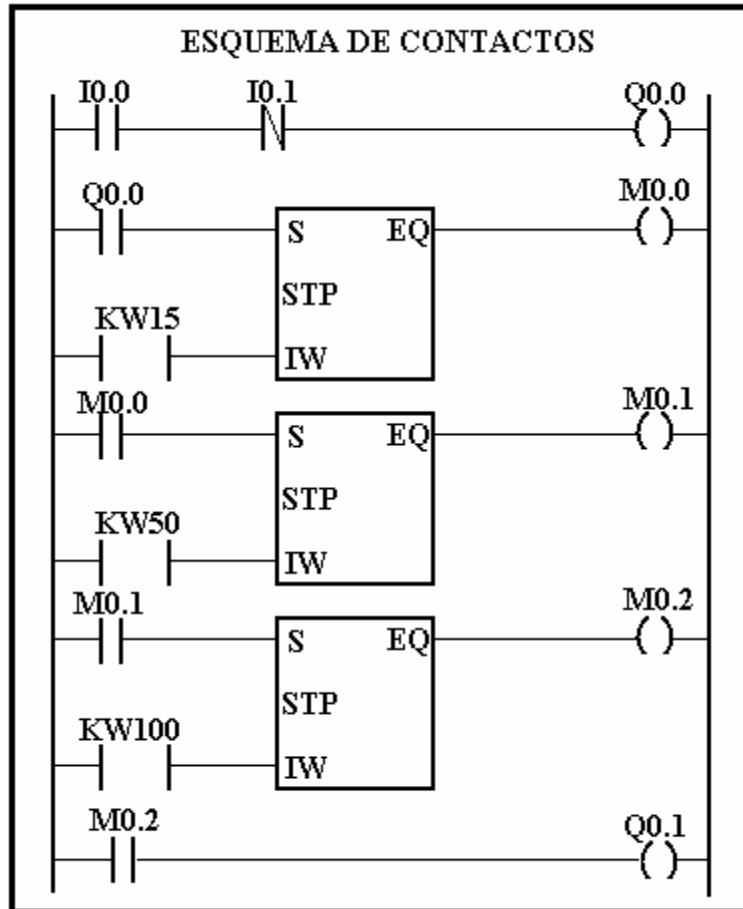 ESQUEMA DE CONTACTOS
I0.0 I0.1 Q0.0
Q0.0 M0.0
S EQ
STP
KW15
IW
M0.0 M0.1
S EQ
STP
KW50
IW
M0.1 M0.2
S EQ
STP
KW100
IW
M0.2 Q0.1